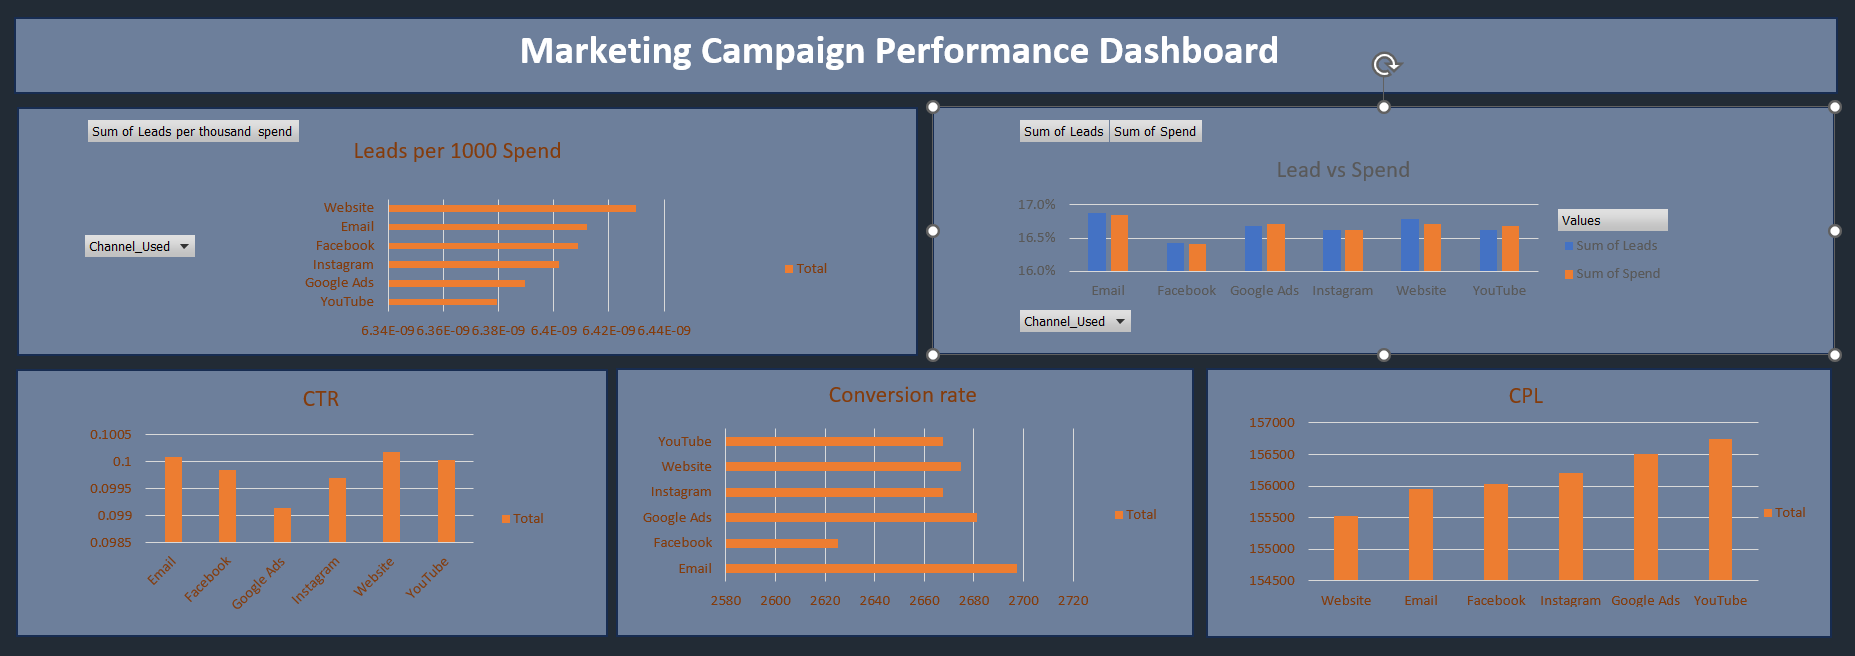 Marketing Campaign Performance Dashboard
Sum of Leads per thousand spend
Leads per 1000 Spend
Channel_Used
Website
Email
Facebook
Instagram
Google Ads
YouTube
6.34E-09 6.36E-09 6.38E-09 6.4E-09 6.42E-09 6.44E-09
Total
Sum of Leads Sum of Spend
Lead vs Spend
17.0%
16.5%
16.0%
Email Facebook Google Ads Instagram Website YouTube
Values
Sum of Leads
Sum of Spend
Channel_Used
CTR
0.1005
0.1
0.0995
0.099
0.0985
Email Facebook Google Ads Instagram Website YouTube
Total
Conversion rate
YouTube
Website
Instagram
Google Ads
Facebook
Email
2580 2600 2620 2640 2660 2680 2700 2720
Total
CPL
157000
156500
156000
155500
155000
154500
Website Email Facebook Instagram Google Ads YouTube
Total